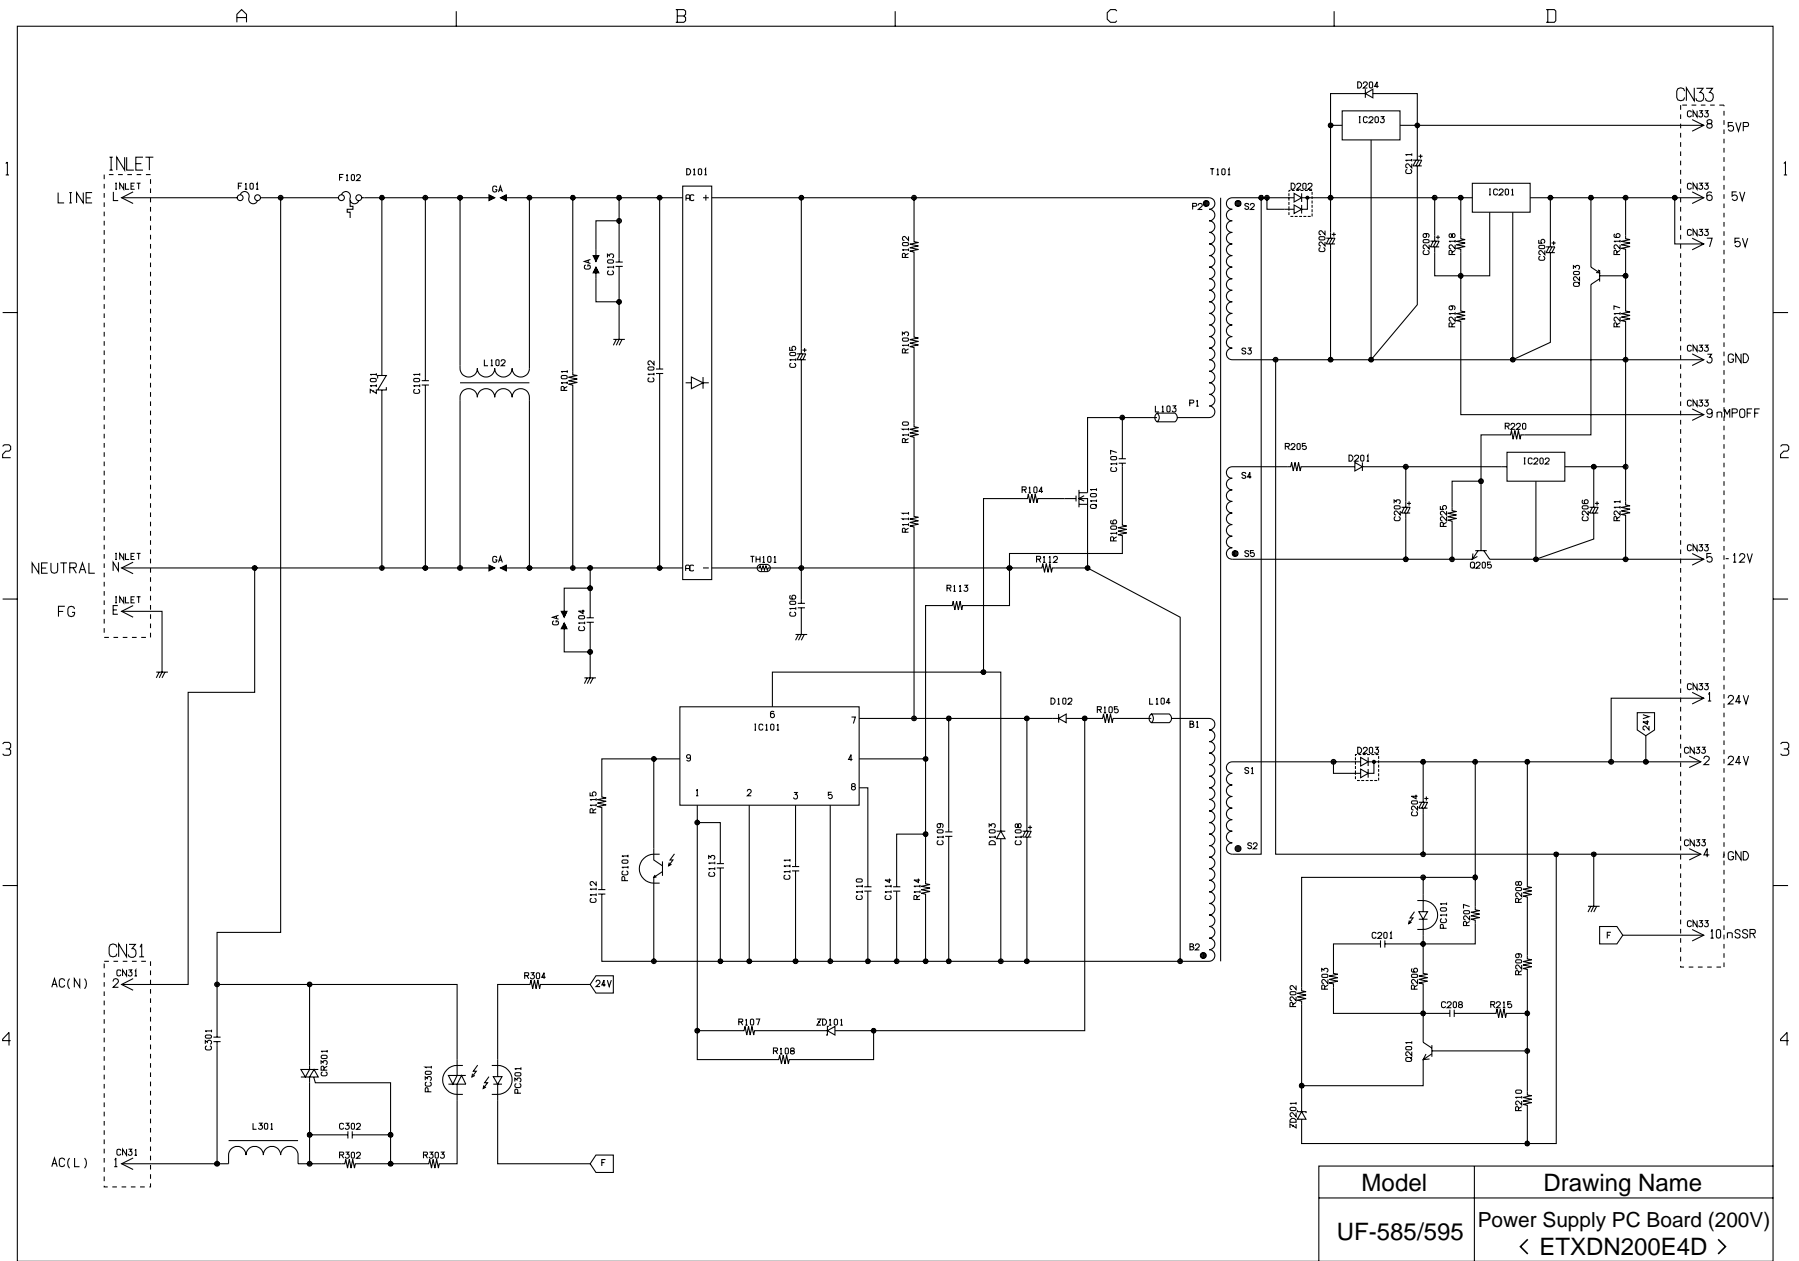 A B C D
1
2
3
4
1
2
3
4
INLET
LINE INLET L
NEUTRAL INLET N
FG INLET E
F101
F102
GA
D101
AC +
AC -
GA
C103
Z101
C101
L102
R101
C102
C105
GA
TH101
GA
C104
C106
R102
R103
R110
R111
R104
Q101
C107
R106
L103
R112
R113
T101
P2
P1
S2
S3
S4
S5
S1
S2
B1
B2
D202
C202
D204
IC203
C211
C209
R218
R219
IC201
C205
Q203
R216
R217
R220
R205
D201
C203
R225
Q205
IC202
C206
R211
CN33
CN33 8 5VP
CN33 6 5V
CN33 7 5V
CN33 3 GND
CN33 9 nMPOFF
CN33 5 -12V
CN33 1 24V
24V
CN33 2 24V
CN33 4 GND
CN33 10 nSSR
F
IC101
6
7
9
4
8
1 2 3 5
D102
R105
L104
R115
PC101
C112
C113
C111
C110
C114
R114
C109
D103
C108
R107
ZD101
R108
D203
C204
PC101
R207
R208
C201
R203
R206
R209
R202
C208
R215
Q201
R210
ZD201
CN31
AC(N) CN31 2
AC(L) CN31 1
C301
CR301
L301
C302
R302
R303
PC301
PC301
R304
24V
F
Model Drawing Name
UF-585/595 Power Supply PC Board (200V)
< ETXDN200E4D >